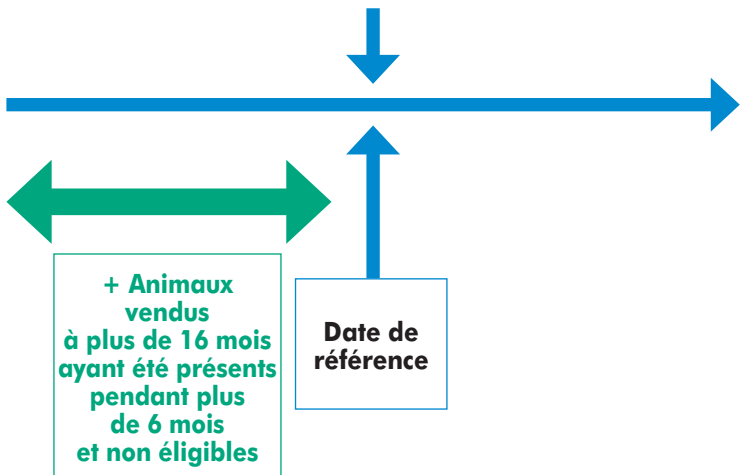 + Animaux
vendus
à plus de 16 mois
ayant été présents
pendant plus
de 6 mois
et non éligibles
Date de
référence